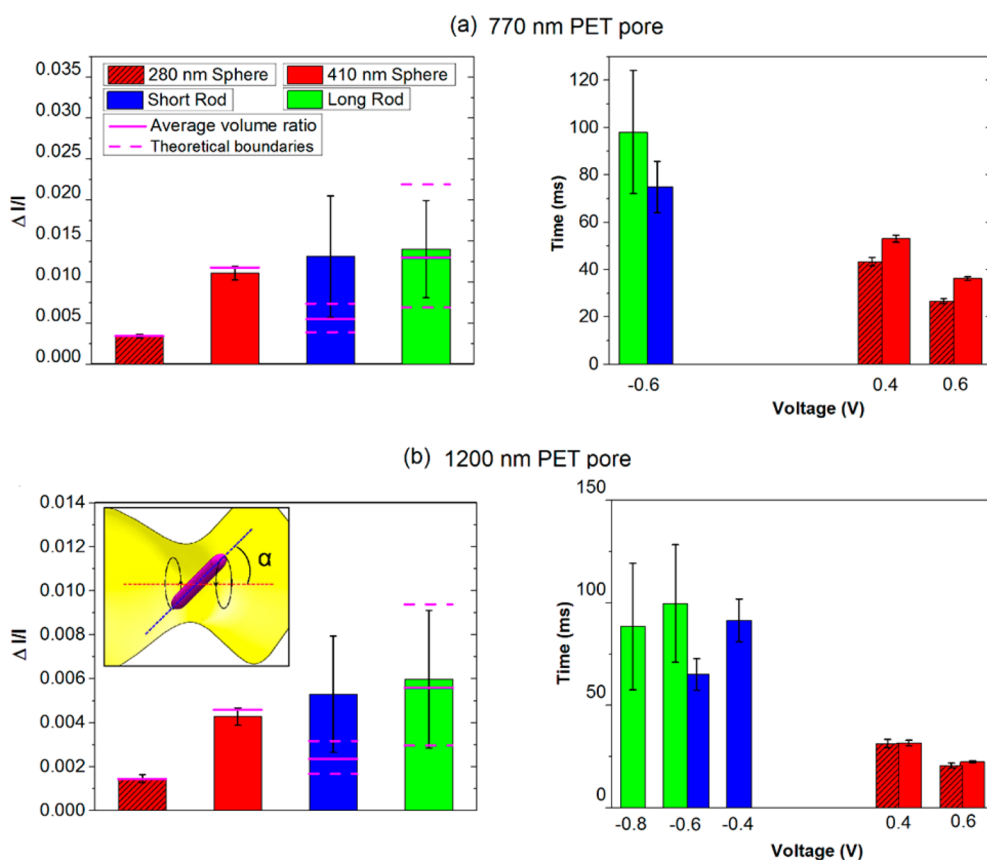 (a) 770 nm PET pore
0.035
0.030
0.025
0.020
0.015
0.010
0.005
0.000
Δ I/I
280 nm Sphere
410 nm Sphere
Short Rod
Long Rod
Average volume ratio
Theoretical boundaries
120
100
80
60
40
20
0
Time (ms)
-0.6
0.4
0.6
Voltage (V)
(b) 1200 nm PET pore
0.014
0.012
0.010
0.008
0.006
0.004
0.002
0.000
Δ I/I
α
150
100
50
0
Time (ms)
-0.8
-0.6
-0.4
0.4
0.6
Voltage (V)